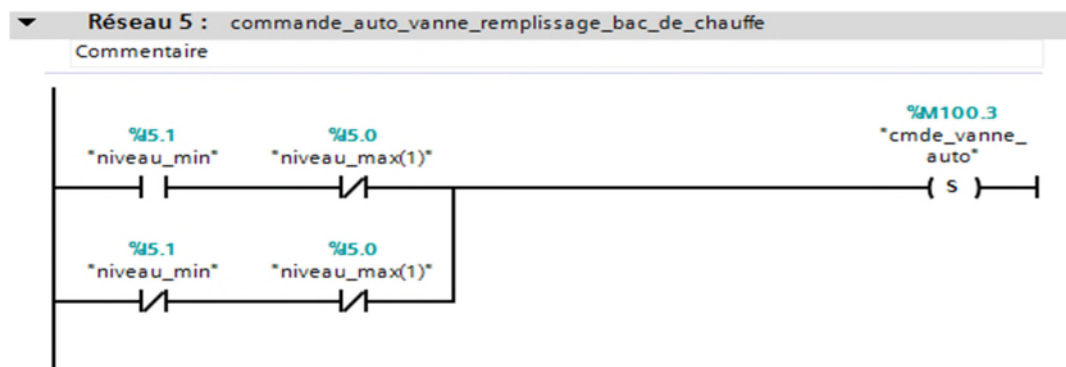 Réseau 5 : commande_auto_vanne_remplissage_bac_de_chauffe
Commentaire
%M100.3
"cmde_vanne_
auto"
%I5.1 %I5.0
"niveau_min" "niveau_max(1)"
( S )
%I5.1 %I5.0
"niveau_min" "niveau_max(1)"